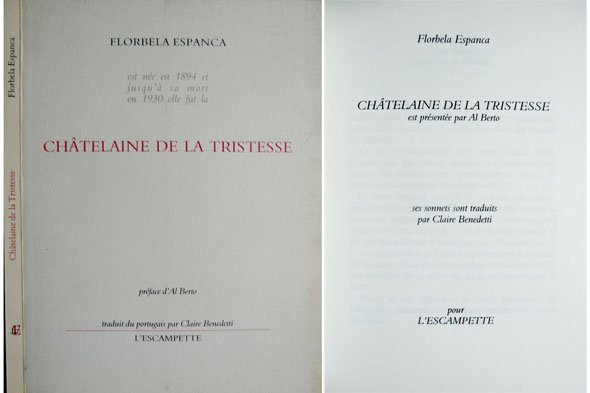 Florbela Espanca
Châtelaine de la Tristesse
FLORBELA ESPANCA
est née en 1894 et
jusqu'à sa mort
en 1930 elle fut la
CHÂTELAINE DE LA TRISTESSE
préface d'Al Berto
traduit du portugais par Claire Benedetti
L'ESCAMPETTE
Florbela Espanca
CHÂTELAINE DE LA TRISTESSE
est présentée par Al Berto
ses sonnets sont traduits
par Claire Benedetti
pour
L'ESCAMPETTE